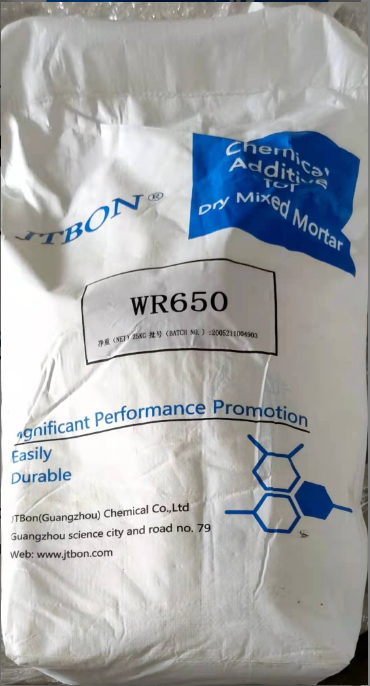 Chemical
Additive
for
Dry Mixed Mortar
JTBON®
WR650
净重 (NET) 25KG 批号 (BATCH NO.) :2005211004903
Significant Performance Promotion
Easily
Durable
JTBon(Guangzhou) Chemical Co.,Ltd
Guangzhou science city and road no. 79
Web: www.jtbon.com